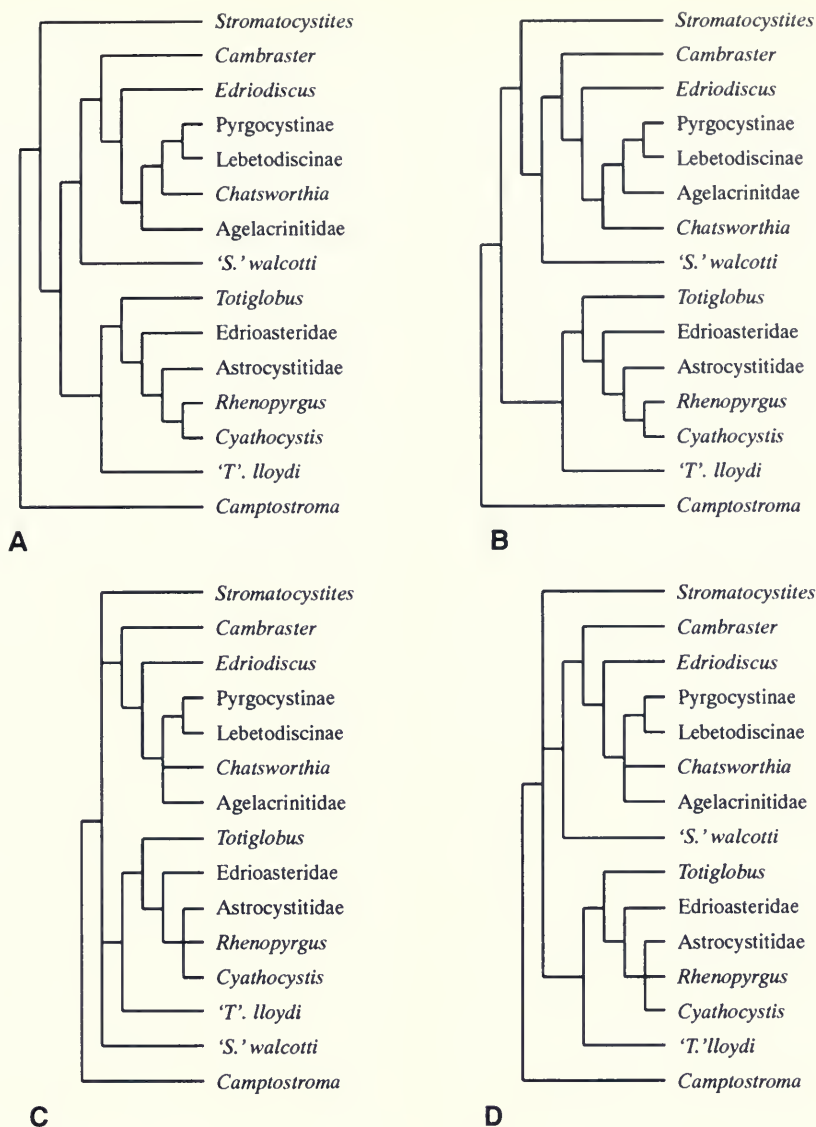 Stromatocystites
Cambraster
Edriodiscus
Pyrgocystinae
Lebetodiscinae
Chatsworthia
Agelacrinitidae
'S.' walcotti
Totiglobus
Edrioasteridae
Astrocystitidae
Rhenopyrgus
Cyathocystis
'T'. lloydi
Camptostroma
A
Stromatocystites
Cambraster
Edriodiscus
Pyrgocystinae
Lebetodiscinae
Agelacrinitdae
Chatsworthia
'S.' walcotti
Totiglobus
Edrioasteridae
Astrocystitidae
Rhenopyrgus
Cyathocystis
'T'. lloydi
Camptostroma
B
Stromatocystites
Cambraster
Edriodiscus
Pyrgocystinae
Lebetodiscinae
Chatsworthia
Agelacrinitidae
Totiglobus
Edrioasteridae
Astrocystitidae
Rhenopyrgus
Cyathocystis
'T'. lloydi
'S.' walcotti
Camptostroma
C
Stromatocystites
Cambraster
Edriodiscus
Pyrgocystinae
Lebetodiscinae
Chatsworthia
Agelacrinitidae
'S.' walcotti
Totiglobus
Edrioasteridae
Astrocystitidae
Rhenopyrgus
Cyathocystis
'T.'lloydi
Camptostroma
D